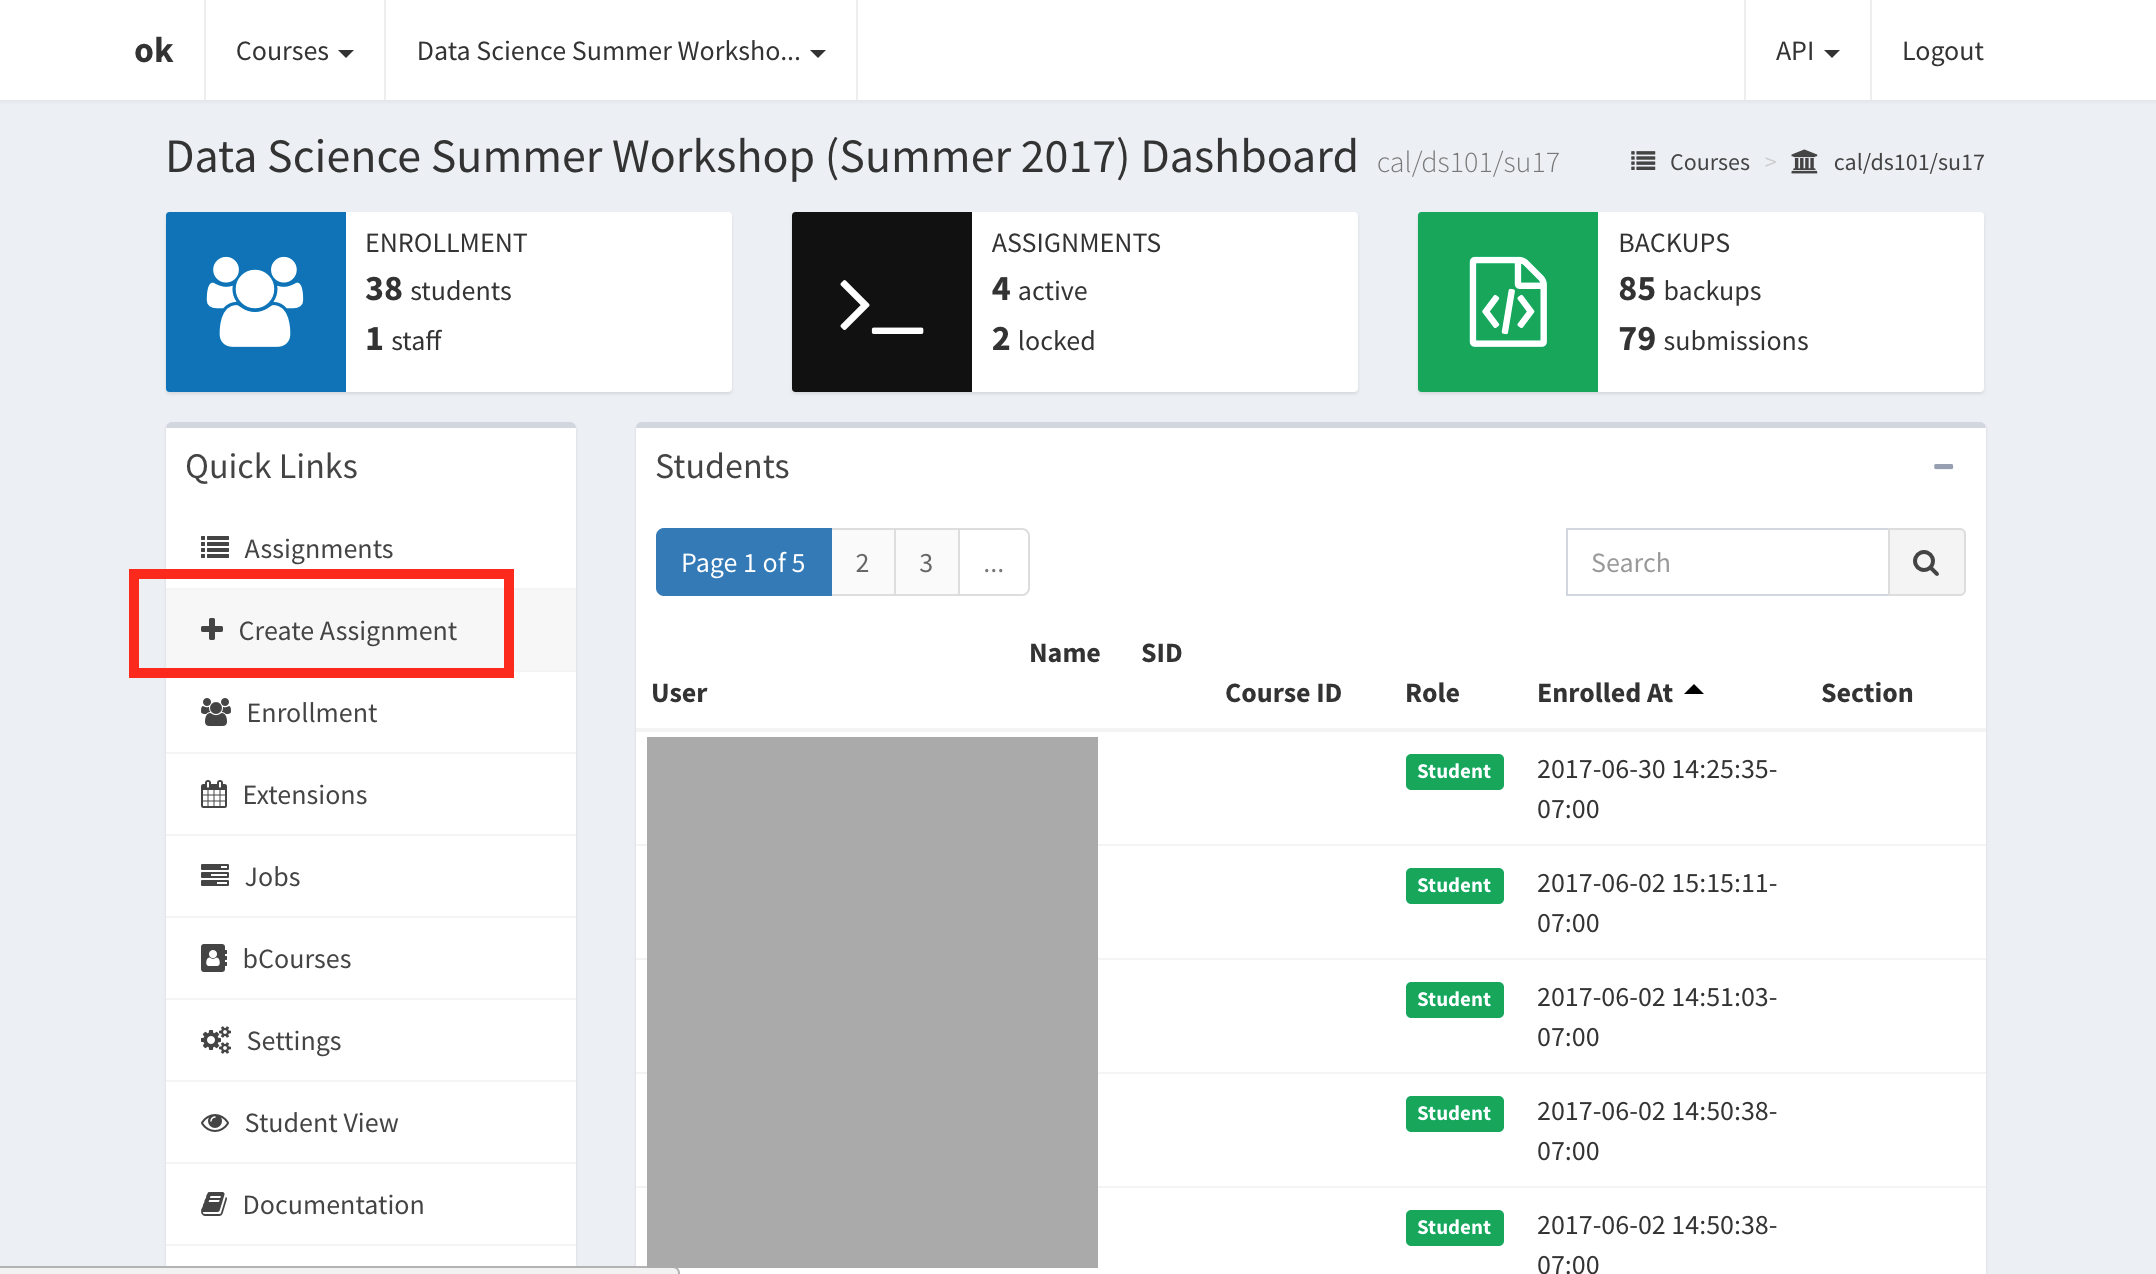 ok
Courses
Data Science Summer Worksho...
API
Logout
Data Science Summer Workshop (Summer 2017) Dashboard cal/ds101/su17
Courses > cal/ds101/su17
ENROLLMENT
38 students
1 staff
ASSIGNMENTS
4 active
2 locked
BACKUPS
85 backups
79 submissions
Quick Links
Assignments
Create Assignment
Enrollment
Extensions
Jobs
bCourses
Settings
Student View
Documentation
Students
Page 1 of 5 2 3 ...
Search
Name SID
User Course ID Role Enrolled At Section
Student 2017-06-30 14:25:35-
07:00
Student 2017-06-02 15:15:11-
07:00
Student 2017-06-02 14:51:03-
07:00
Student 2017-06-02 14:50:38-
07:00
Student 2017-06-02 14:50:38-
07:00